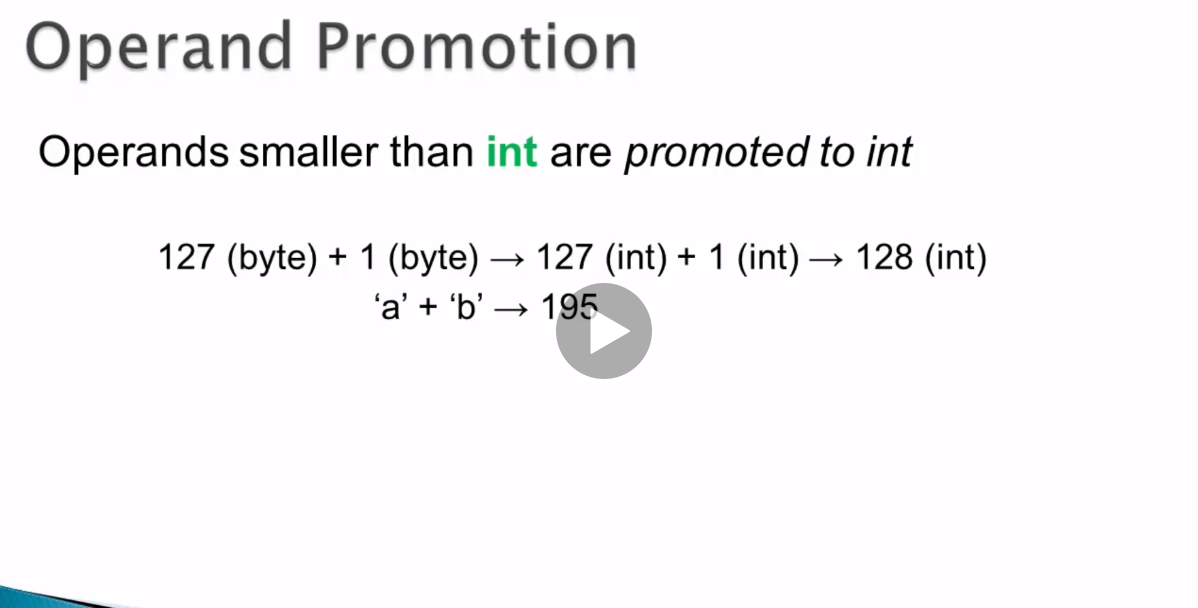 Operand Promotion
Operands smaller than int are promoted to int
127 (byte) + 1 (byte) → 127 (int) + 1 (int) → 128 (int)
‘a’ + ‘b’ → 195